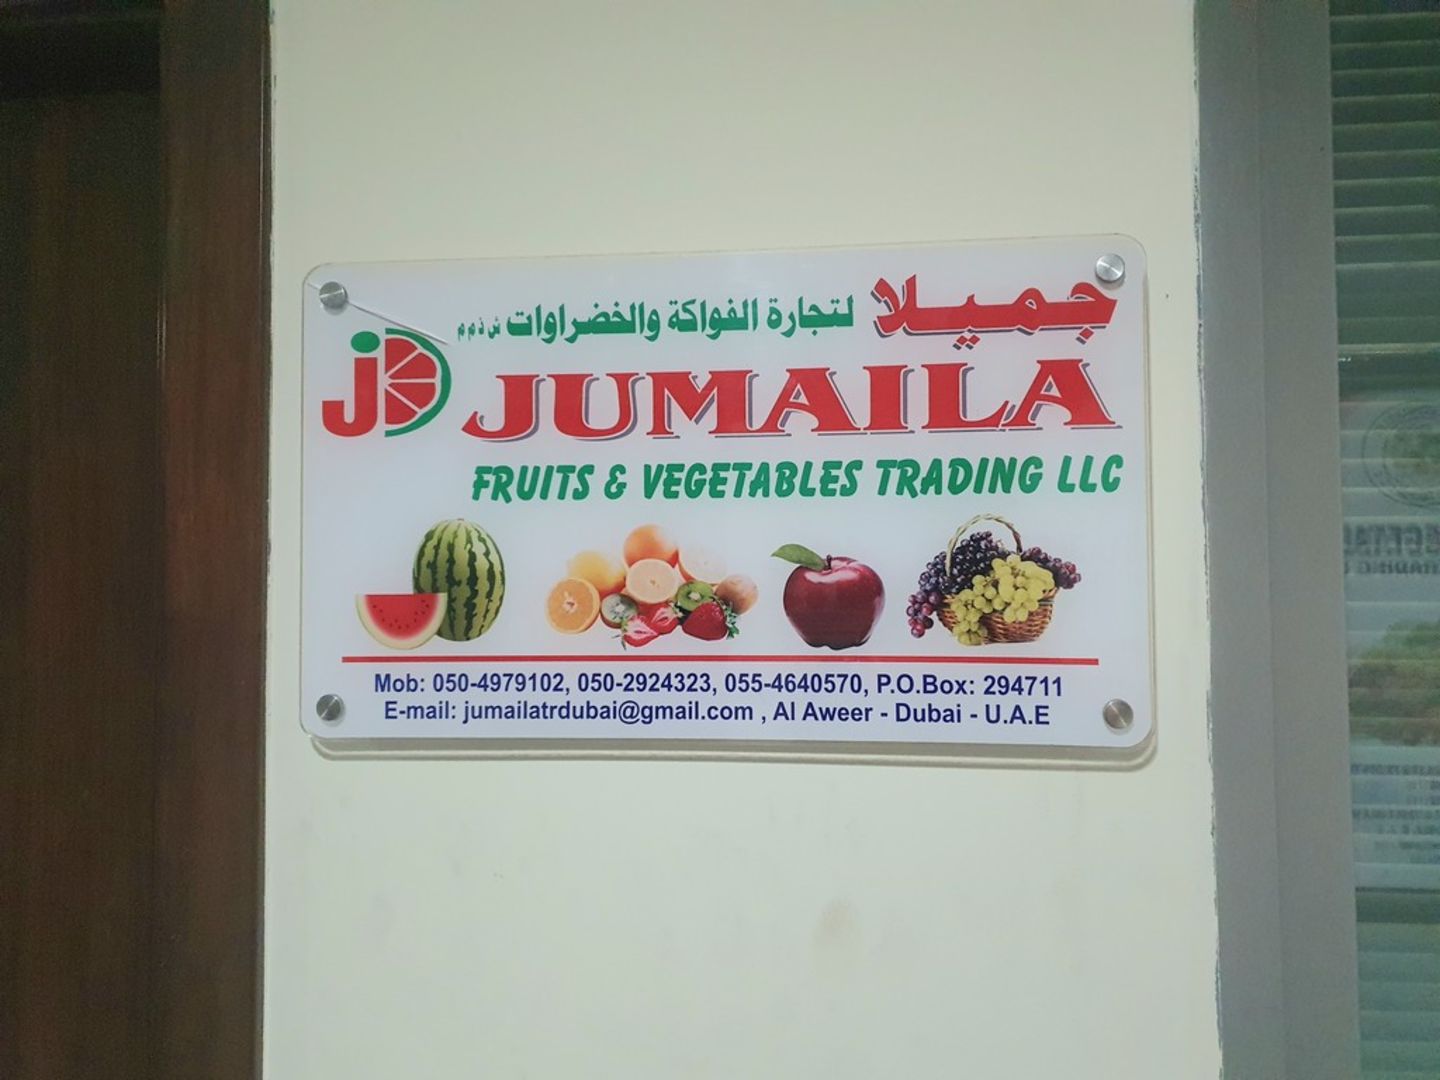 جميلا لتجارة الفواكة والخضراوات ش ذ م م
JD
JUMAILA
FRUITS & VEGETABLES TRADING LLC
Mob: 050-4979102, 050-2924323, 055-4640570, P.O.Box: 294711
E-mail: jumailatrdubai@gmail.com , Al Aweer - Dubai - U.A.E